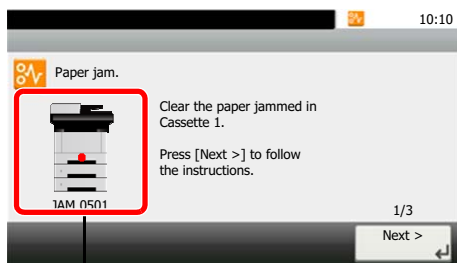 10:10
Paper jam.
Clear the paper jammed in
Cassette 1.
Press [Next >] to follow
the instructions.
JAM 0501
1/3
Next >